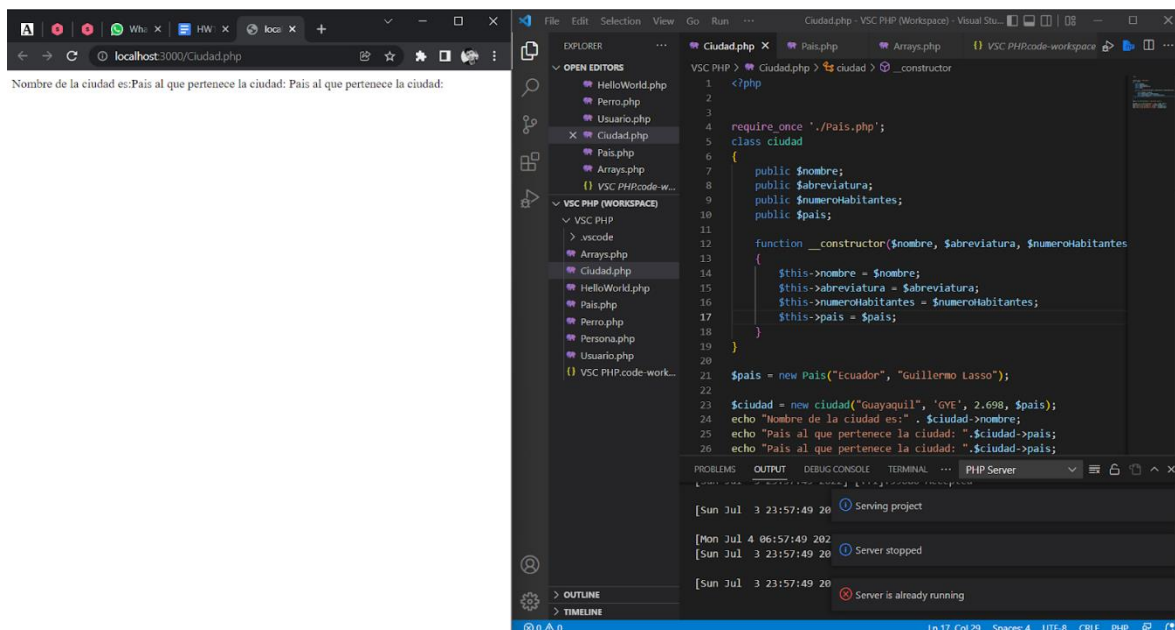 Wha
HW
loca
localhost:3000/Ciudad.php
Nombre de la ciudad es:Pais al que pertenece la ciudad: Pais al que pertenece la ciudad:
File Edit Selection View Go Run ... Ciudad.php - VSC PHP (Workspace) - Visual Stu...
EXPLORER
OPEN EDITORS
HelloWorld.php
Perro.php
Usuario.php
Ciudad.php
Pais.php
Arrays.php
{} VSC PHP.code-w...
VSC PHP (WORKSPACE)
VSC PHP
> .vscode
Arrays.php
Ciudad.php
HelloWorld.php
Pais.php
Perro.php
Persona.php
Usuario.php
{} VSC PHP.code-work...
> OUTLINE
> TIMELINE
Ciudad.php Pais.php Arrays.php {} VSC PHP.code-workspace
VSC PHP > Ciudad.php > ciudad > __constructor
1 <?php
2
3
4 require_once './Pais.php';
5 class ciudad
6 {
7 public $nombre;
8 public $abreviatura;
9 public $numeroHabitantes;
10 public $pais;
11
12 function __constructor($nombre, $abreviatura, $numeroHabitantes
13 {
14 $this->nombre = $nombre;
15 $this->abreviatura = $abreviatura;
16 $this->numeroHabitantes = $numeroHabitantes;
17 $this->pais = $pais;
18 }
19 }
20
21 $pais = new Pais("Ecuador", "Guillermo Lasso");
22
23 $ciudad = new ciudad("Guayaquil", 'GYE', 2.698, $pais);
24 echo "Nombre de la ciudad es:" . $ciudad->nombre;
25 echo "Pais al que pertenece la ciudad: ".$ciudad->pais;
26 echo "Pais al que pertenece la ciudad: ".$ciudad->pais;
PROBLEMS OUTPUT DEBUG CONSOLE TERMINAL ... PHP Server
[Sun Jul 3 23:57:49 20
Serving project
[Mon Jul 4 06:57:49 202
[Sun Jul 3 23:57:49 20
Server stopped
[Sun Jul 3 23:57:49 20
Server is already running
0 0 Ln 17, Col 29 Spaces: 4 UTF-8 CRLF PHP